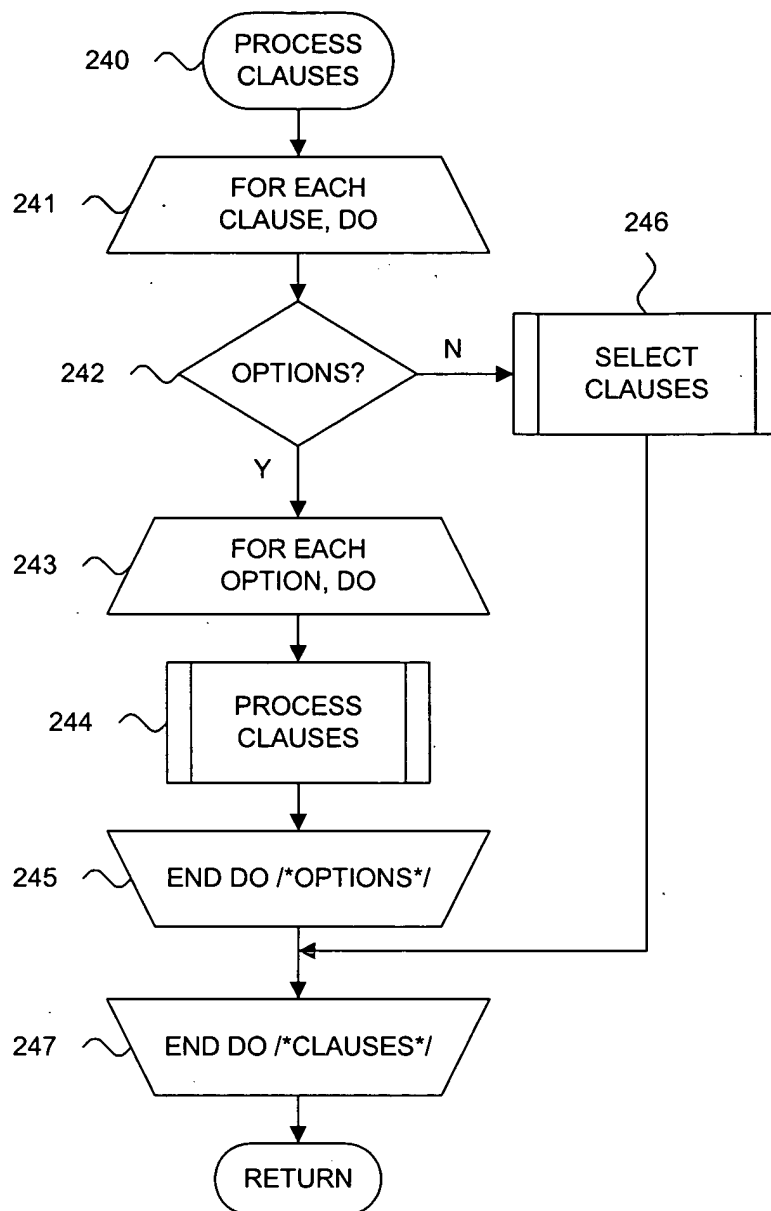 240
PROCESS
CLAUSES
241
FOR EACH
CLAUSE, DO
246
242
OPTIONS?
N
SELECT
CLAUSES
Y
243
FOR EACH
OPTION, DO
244
PROCESS
CLAUSES
245
END DO /*OPTIONS*/
247
END DO /*CLAUSES*/
RETURN